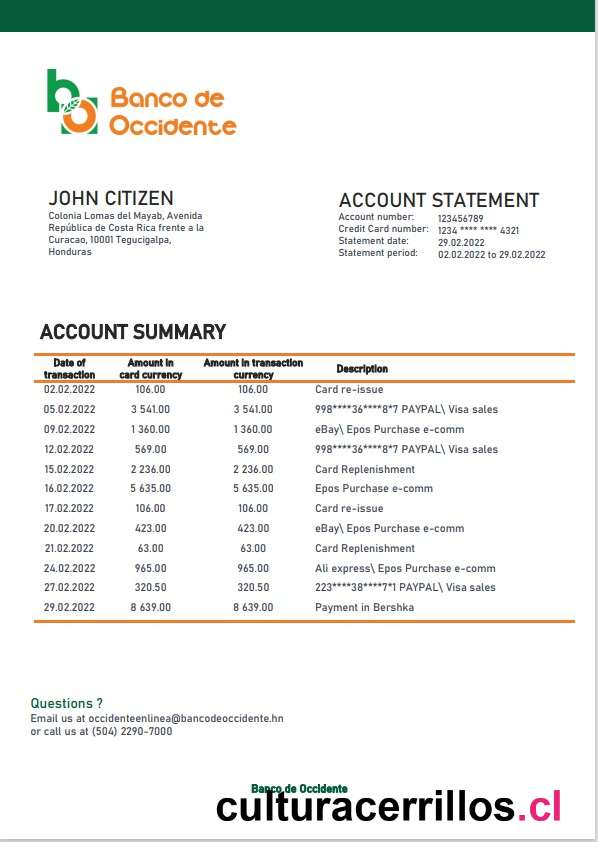 Banco de
Occidente
JOHN CITIZEN
Colonia Lomas del Mayab, Avenida
República de Costa Rica frente a la
Curacao, 10001 Tegucigalpa,
Honduras
ACCOUNT STATEMENT
Account number: 123456789
Credit Card number: 1234 **** **** 4321
Statement date: 29.02.2022
Statement period: 02.02.2022 to 29.02.2022
ACCOUNT SUMMARY
Date of transaction Amount in card currency Amount in transaction currency Description
02.02.2022 106.00 106.00 Card re-issue
05.02.2022 3 541.00 3 541.00 998****36****8*7 PAYPAL\ Visa sales
09.02.2022 1 360.00 1 360.00 eBay\ Epos Purchase e-comm
12.02.2022 569.00 569.00 998****36****8*7 PAYPAL\ Visa sales
15.02.2022 2 236.00 2 236.00 Card Replenishment
16.02.2022 5 635.00 5 635.00 Epos Purchase e-comm
17.02.2022 106.00 106.00 Card re-issue
20.02.2022 423.00 423.00 eBay\ Epos Purchase e-comm
21.02.2022 63.00 63.00 Card Replenishment
24.02.2022 965.00 965.00 Ali express\ Epos Purchase e-comm
27.02.2022 320.50 320.50 223****38****7*1 PAYPAL\ Visa sales
29.02.2022 8 639.00 8 639.00 Payment in Bershka
Questions ?
Email us at occidenteenlinea@bancodeoccidente.hn
or call us at (504) 2290-7000
Banco de Occidente
culturacerrillos.cl